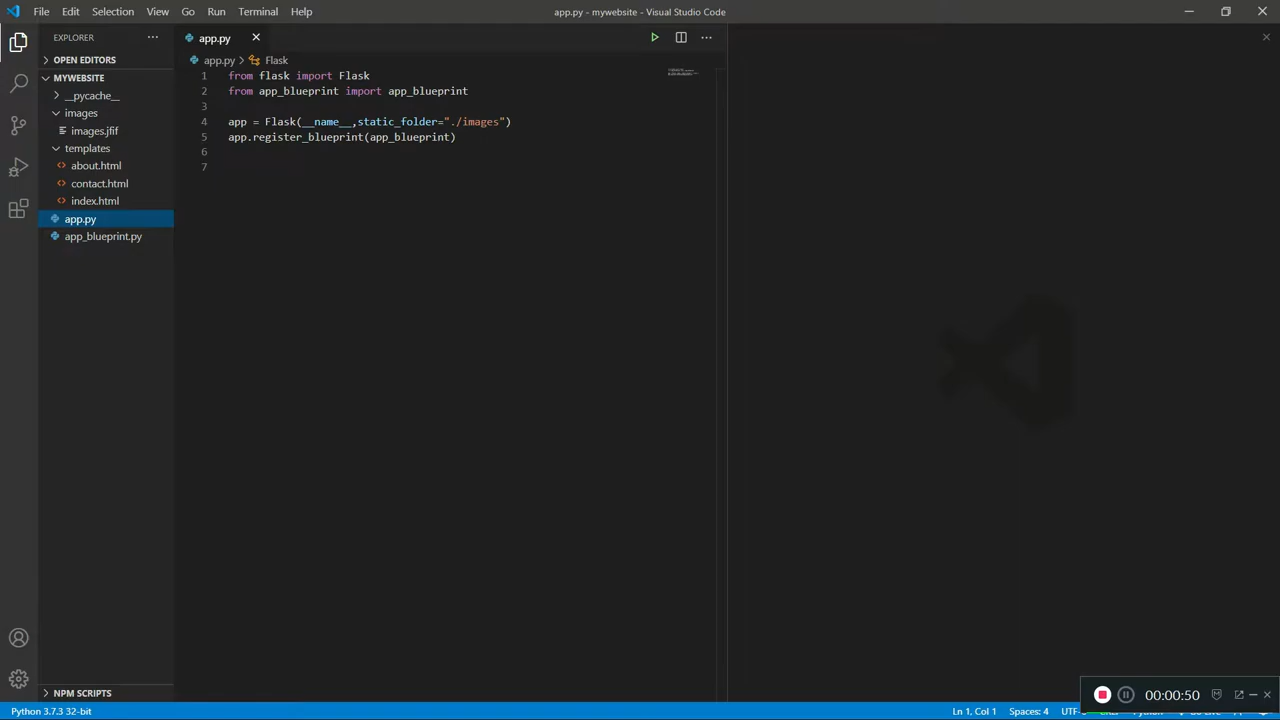 File Edit Selection View Go Run Terminal Help
app.py - mywebsite - Visual Studio Code
EXPLORER
OPEN EDITORS
MYWEBSITE
__pycache__
images
images.jfif
templates
about.html
contact.html
index.html
app.py
app_blueprint.py
NPM SCRIPTS
app.py
app.py > Flask
1 from flask import Flask
2 from app_blueprint import app_blueprint
3
4 app = Flask(__name__,static_folder="./images")
5 app.register_blueprint(app_blueprint)
6
7
00:00:50
Python 3.7.3 32-bit
Ln 1, Col 1 Spaces: 4